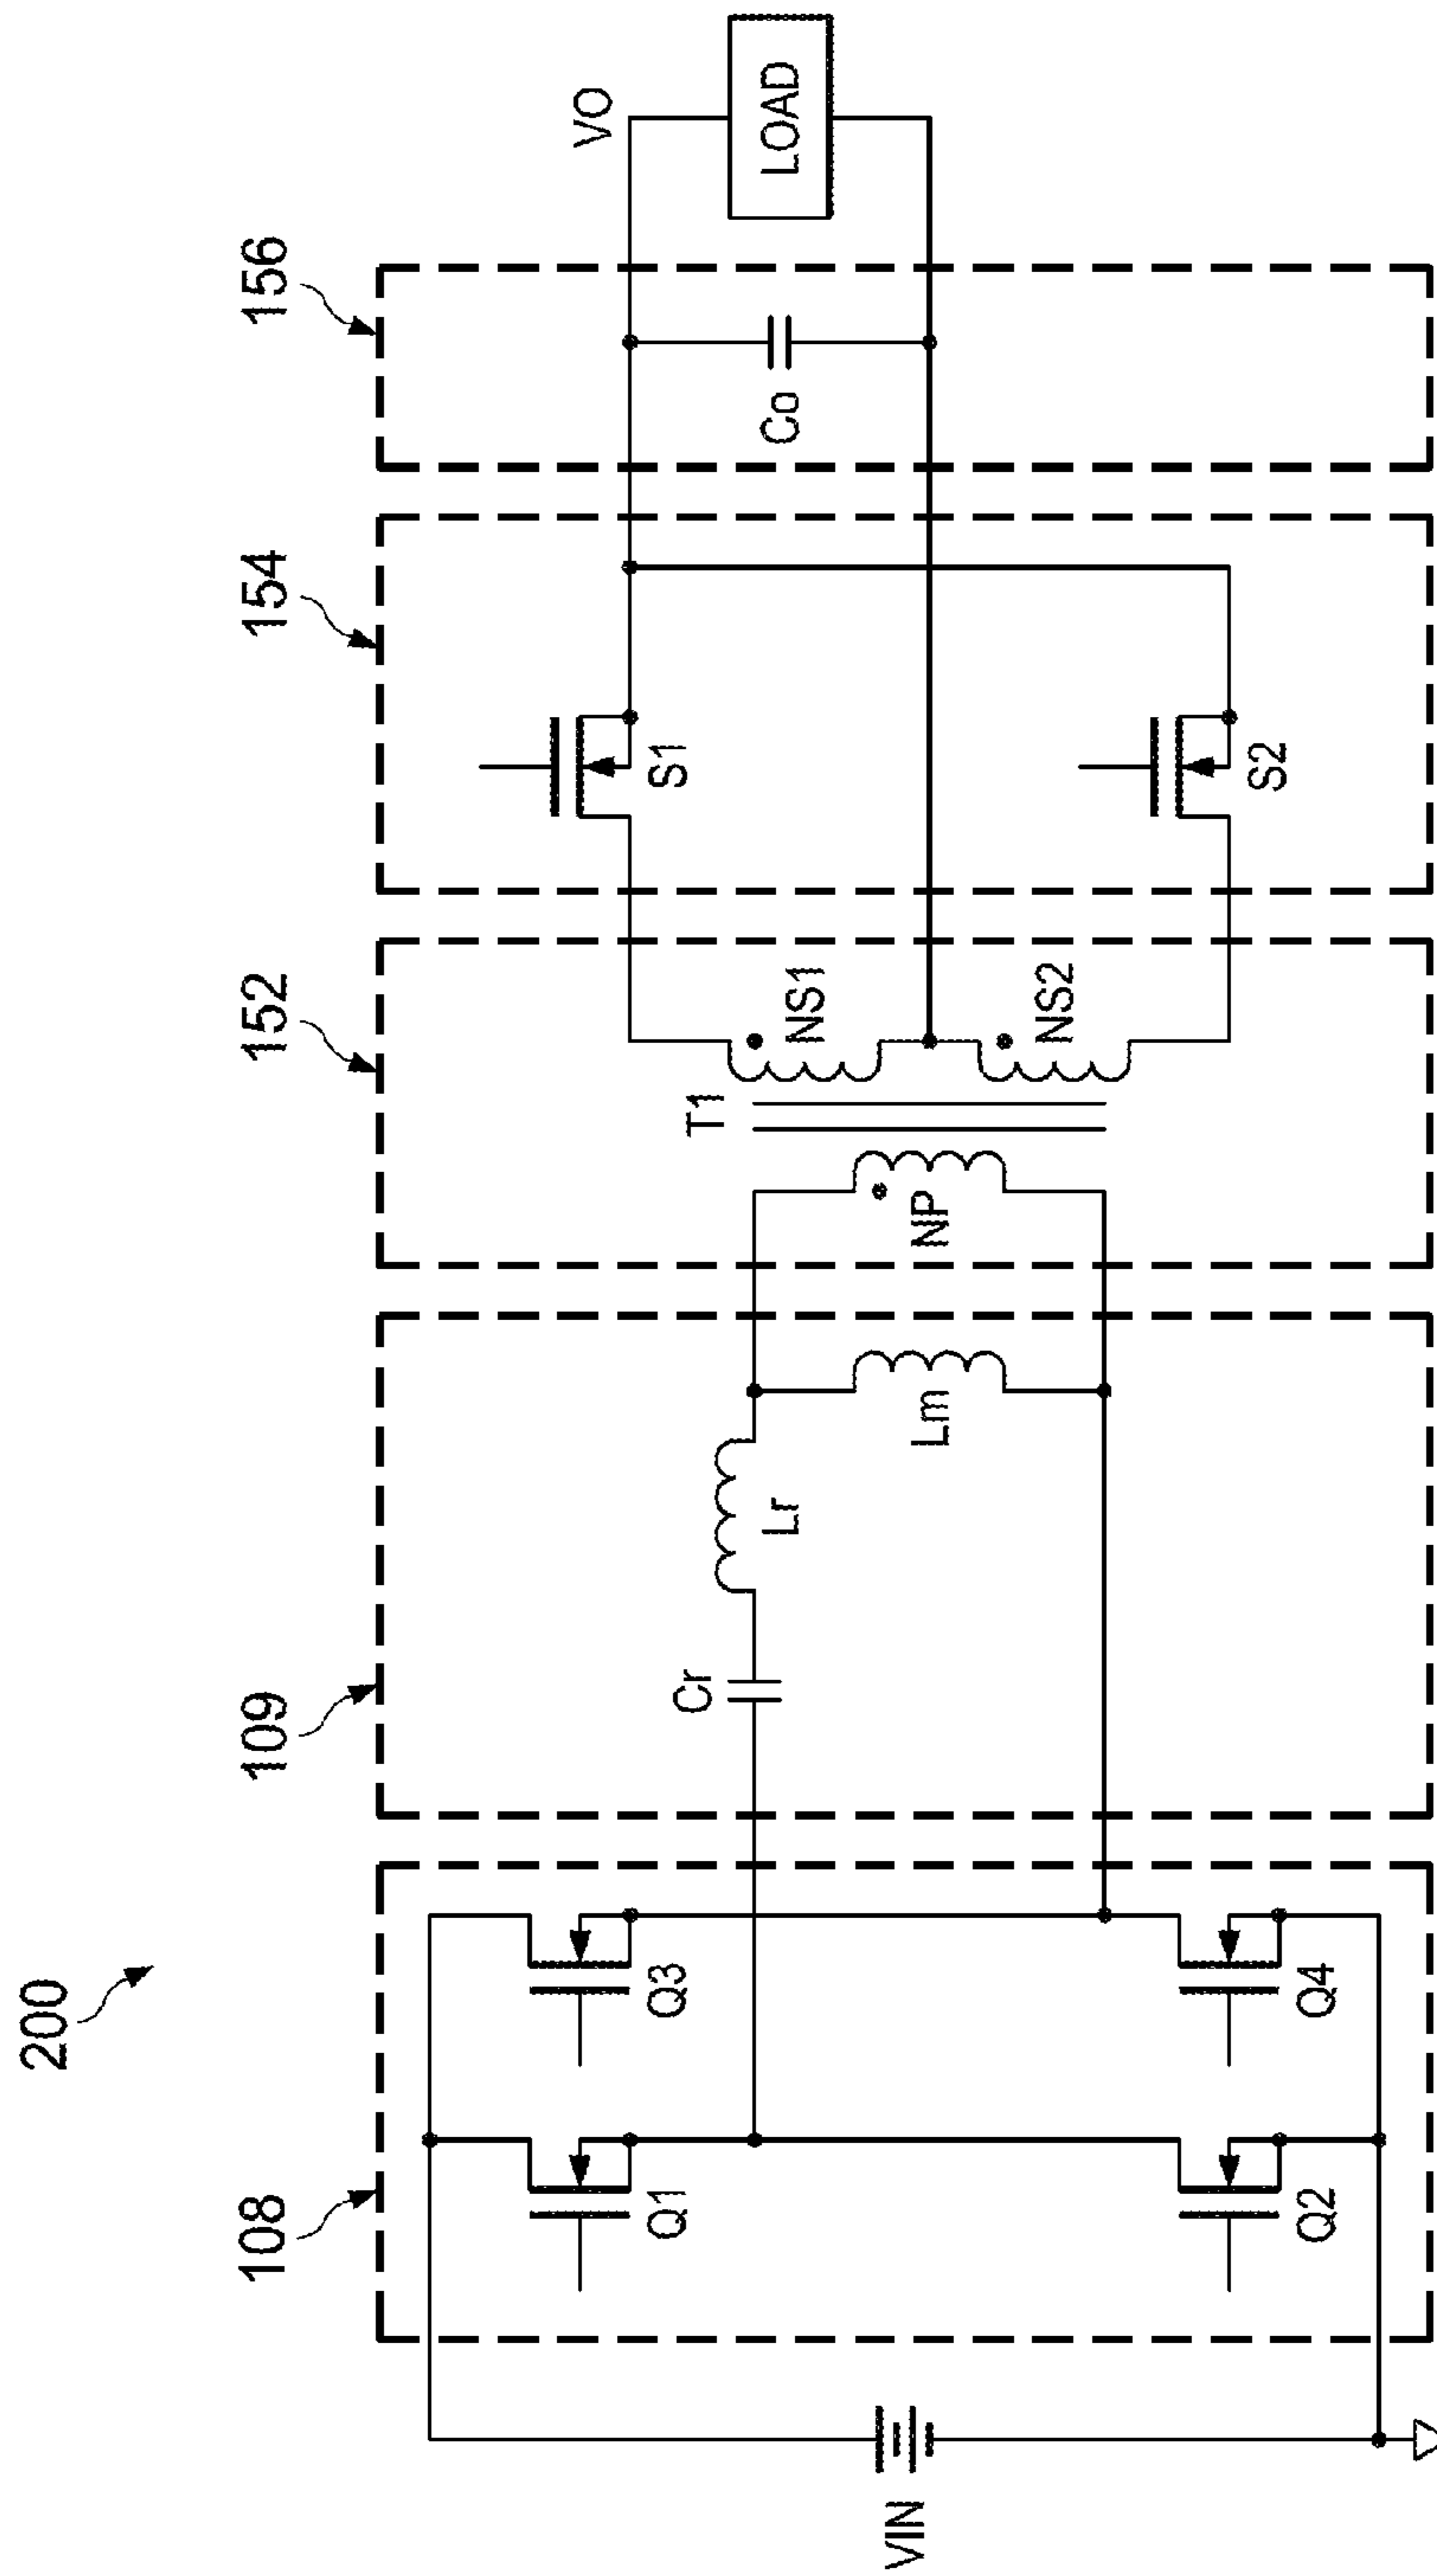 200
108
109
152
154
156
Q1
Q3
Q2
Q4
VIN
Cr
Lr
Lm
T1
NP
NS1
NS2
S1
S2
Co
VO
LOAD